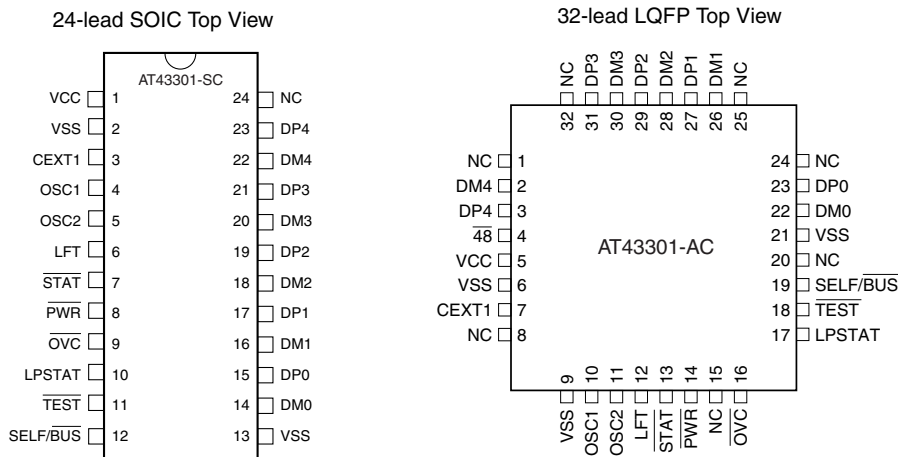 24-lead SOIC Top View
AT43301-SC
VCC 1 24 NC
VSS 2 23 DP4
CEXT1 3 22 DM4
OSC1 4 21 DP3
OSC2 5 20 DM3
LFT 6 19 DP2
STAT 7 18 DM2
PWR 8 17 DP1
OVC 9 16 DM1
LPSTAT 10 15 DP0
TEST 11 14 DM0
SELF/BUS 12 13 VSS
32-lead LQFP Top View
NC DP3 DM3 DP2 DM2 DP1 DM1 NC
32 31 30 29 28 27 26 25
NC 1 24 NC
DM4 2 23 DP0
DP4 3 22 DM0
48 4 21 VSS
AT43301-AC
VCC 5 20 NC
VSS 6 19 SELF/BUS
CEXT1 7 18 TEST
NC 8 17 LPSTAT
9 10 11 12 13 14 15 16
VSS OSC1 OSC2 LFT STAT PWR NC OVC